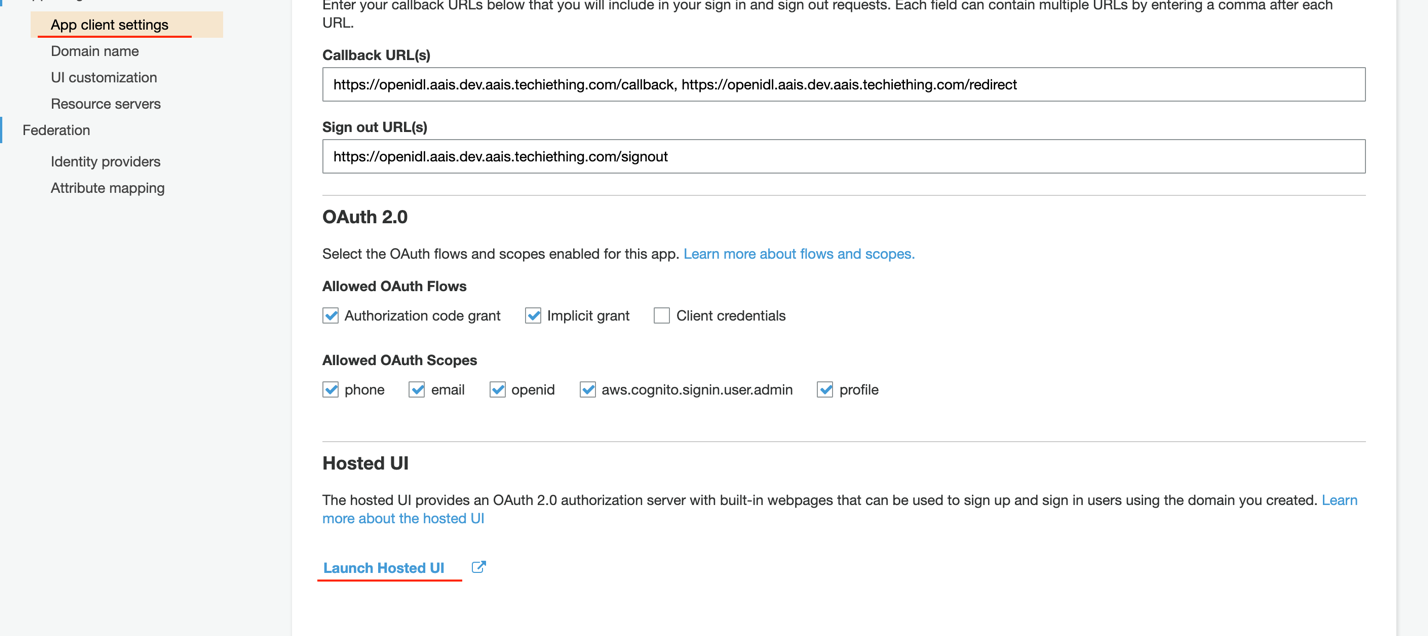 App client settings
Domain name
UI customization
Resource servers
Federation
Identity providers
Attribute mapping
Enter your callback URLs below that you will include in your sign in and sign out requests. Each field can contain multiple URLs by entering a comma after each
URL.
Callback URL(s)
https://openidl.aais.dev.aais.techiething.com/callback, https://openidl.aais.dev.aais.techiething.com/redirect
Sign out URL(s)
https://openidl.aais.dev.aais.techiething.com/signout
OAuth 2.0
Select the OAuth flows and scopes enabled for this app. Learn more about flows and scopes.
Allowed OAuth Flows
Authorization code grant Implicit grant Client credentials
Allowed OAuth Scopes
phone email openid aws.cognito.signin.user.admin profile
Hosted UI
The hosted UI provides an OAuth 2.0 authorization server with built-in webpages that can be used to sign up and sign in users using the domain you created. Learn
more about the hosted UI
Launch Hosted UI